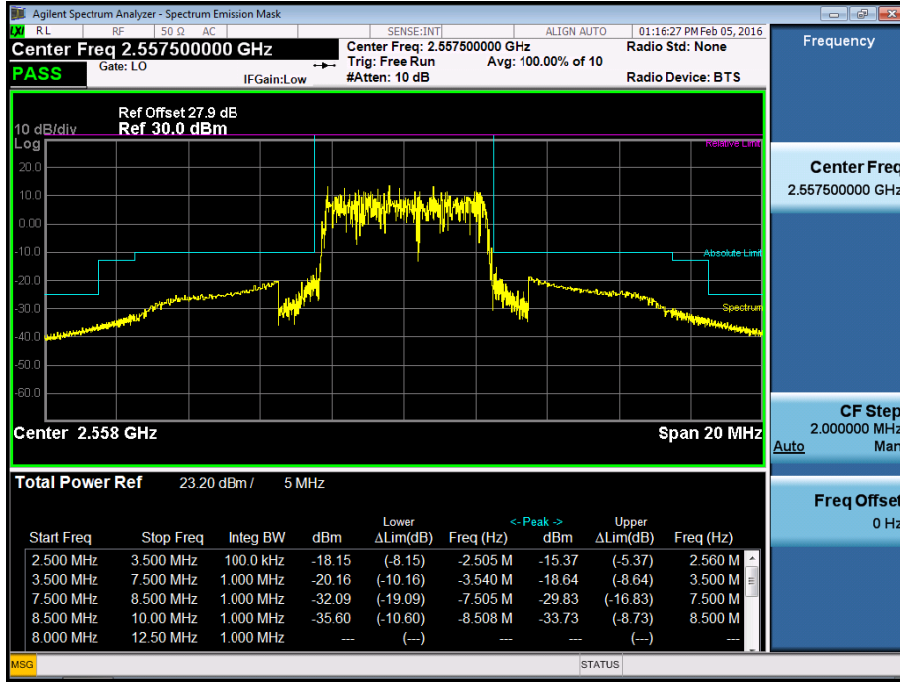 Agilent Spectrum Analyzer - Spectrum Emission Mask
LXI RL RF 50 Ω AC SENSE:INT ALIGN AUTO 01:16:27 PM Feb 05, 2016
Center Freq 2.557500000 GHz Center Freq: 2.557500000 GHz Radio Std: None
Gate: LO Trig: Free Run Avg: 100.00% of 10
PASS IFGain:Low #Atten: 10 dB Radio Device: BTS
Ref Offset 27.9 dB
10 dB/div Ref 30.0 dBm
Log
Relative Limit
20.0
10.0
0.00
-10.0
Absolute Limit
-20.0
-30.0
Spectrum
-40.0
-50.0
-60.0
Center 2.558 GHz Span 20 MHz
Total Power Ref 23.20 dBm / 5 MHz
Lower <- Peak -> Upper
Start Freq Stop Freq Integ BW dBm ΔLim(dB) Freq (Hz) dBm ΔLim(dB) Freq (Hz)
2.500 MHz 3.500 MHz 100.0 kHz -18.15 (-8.15) -2.505 M -15.37 (-5.37) 2.560 M
3.500 MHz 7.500 MHz 1.000 MHz -20.16 (-10.16) -3.540 M -18.64 (-8.64) 3.500 M
7.500 MHz 8.500 MHz 1.000 MHz -32.09 (-19.09) -7.505 M -29.83 (-16.83) 7.500 M
8.500 MHz 10.00 MHz 1.000 MHz -35.60 (-10.60) -8.508 M -33.73 (-8.73) 8.500 M
8.000 MHz 12.50 MHz 1.000 MHz --- (---) --- --- (---) ---
MSG STATUS
Frequency
Center Freq
2.557500000 GHz
CF Step
2.000000 MHz
Auto Man
Freq Offset
0 Hz